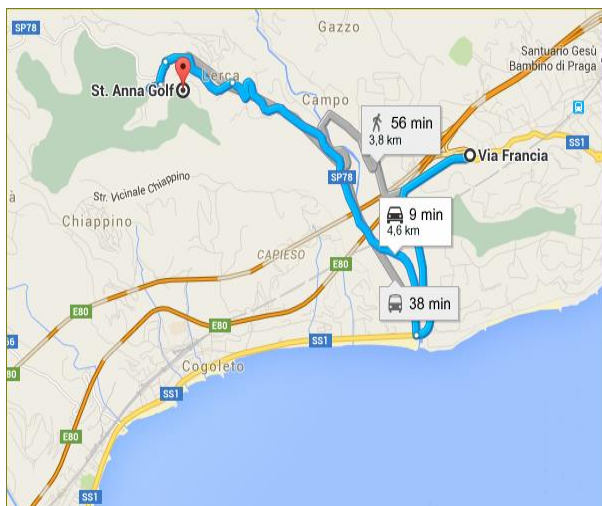 SP78
Gazzo
Santuario Gesù
Bambino di Praga
Lerca
St. Anna Golf
Campo
56 min
3,8 km
SS1
Via Francia
SP78
Str. Vicinale Chiappino
Chiappino
9 min
4,6 km
CAPIESO
E80
E80
38 min
E80
E80
SS1
Cogoleto
SS1
E80
SS1